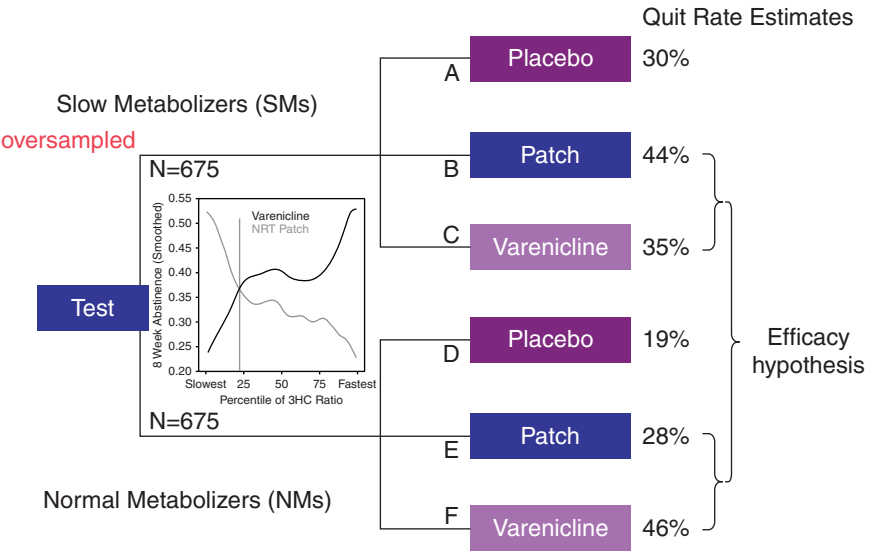 Quit Rate Estimates
A
Placebo
30%
Slow Metabolizers (SMs)
oversampled
N=675
B
Patch
44%
C
Varenicline
35%
8 Week Abstinence (Smoothed)
0.55
0.50
0.45
0.40
0.35
0.30
0.25
0.20
Varenicline
NRT Patch
Slowest 25 50 75 Fastest
Percentile of 3HC Ratio
Test
D
Placebo
19%
Efficacy
hypothesis
N=675
E
Patch
28%
Normal Metabolizers (NMs)
F
Varenicline
46%